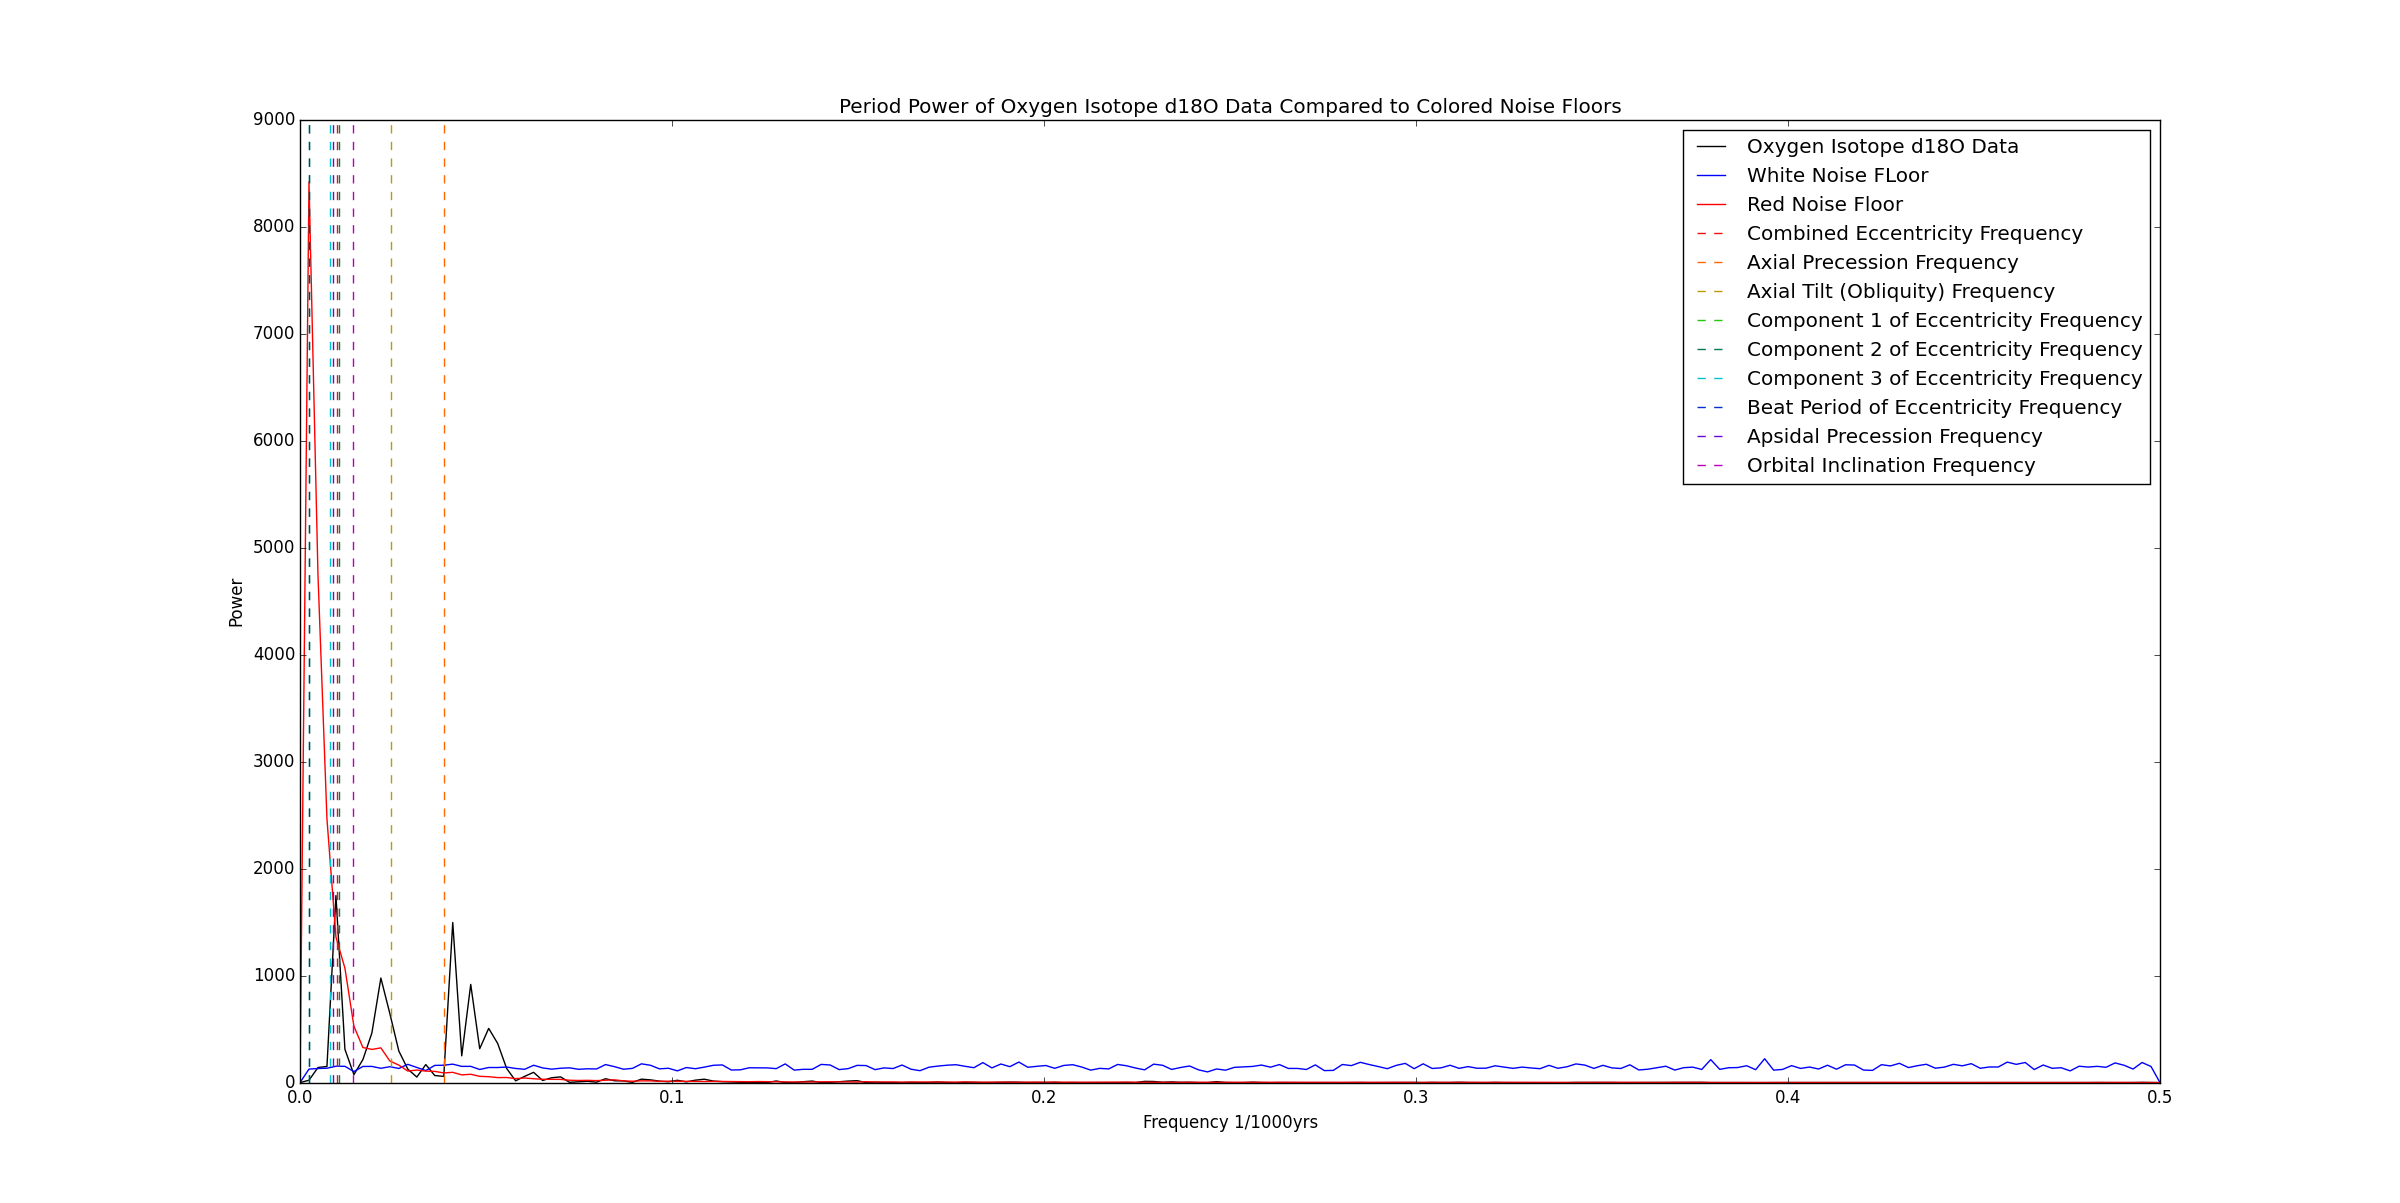 Period Power of Oxygen Isotope d18O Data Compared to Colored Noise Floors
9000
8000
7000
6000
5000
4000
3000
2000
1000
0
Power
Oxygen Isotope d18O Data
White Noise FLoor
Red Noise Floor
Combined Eccentricity Frequency
Axial Precession Frequency
Axial Tilt (Obliquity) Frequency
Component 1 of Eccentricity Frequency
Component 2 of Eccentricity Frequency
Component 3 of Eccentricity Frequency
Beat Period of Eccentricity Frequency
Apsidal Precession Frequency
Orbital Inclination Frequency
0.0 0.1 0.2 0.3 0.4 0.5
Frequency 1/1000yrs